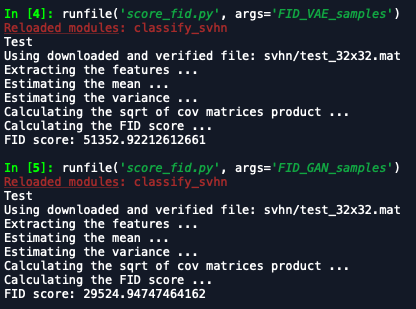 In [4]: runfile('score_fid.py', args='FID_VAE_samples')
Reloaded modules: classify_svhn
Test
Using downloaded and verified file: svhn/test_32x32.mat
Extracting the features ...
Estimating the mean ...
Estimating the variance ...
Calculating the sqrt of cov matrices product ...
Calculating the FID score ...
FID score: 51352.92212612661
In [5]: runfile('score_fid.py', args='FID_GAN_samples')
Reloaded modules: classify_svhn
Test
Using downloaded and verified file: svhn/test_32x32.mat
Extracting the features ...
Estimating the mean ...
Estimating the variance ...
Calculating the sqrt of cov matrices product ...
Calculating the FID score ...
FID score: 29524.94747464162